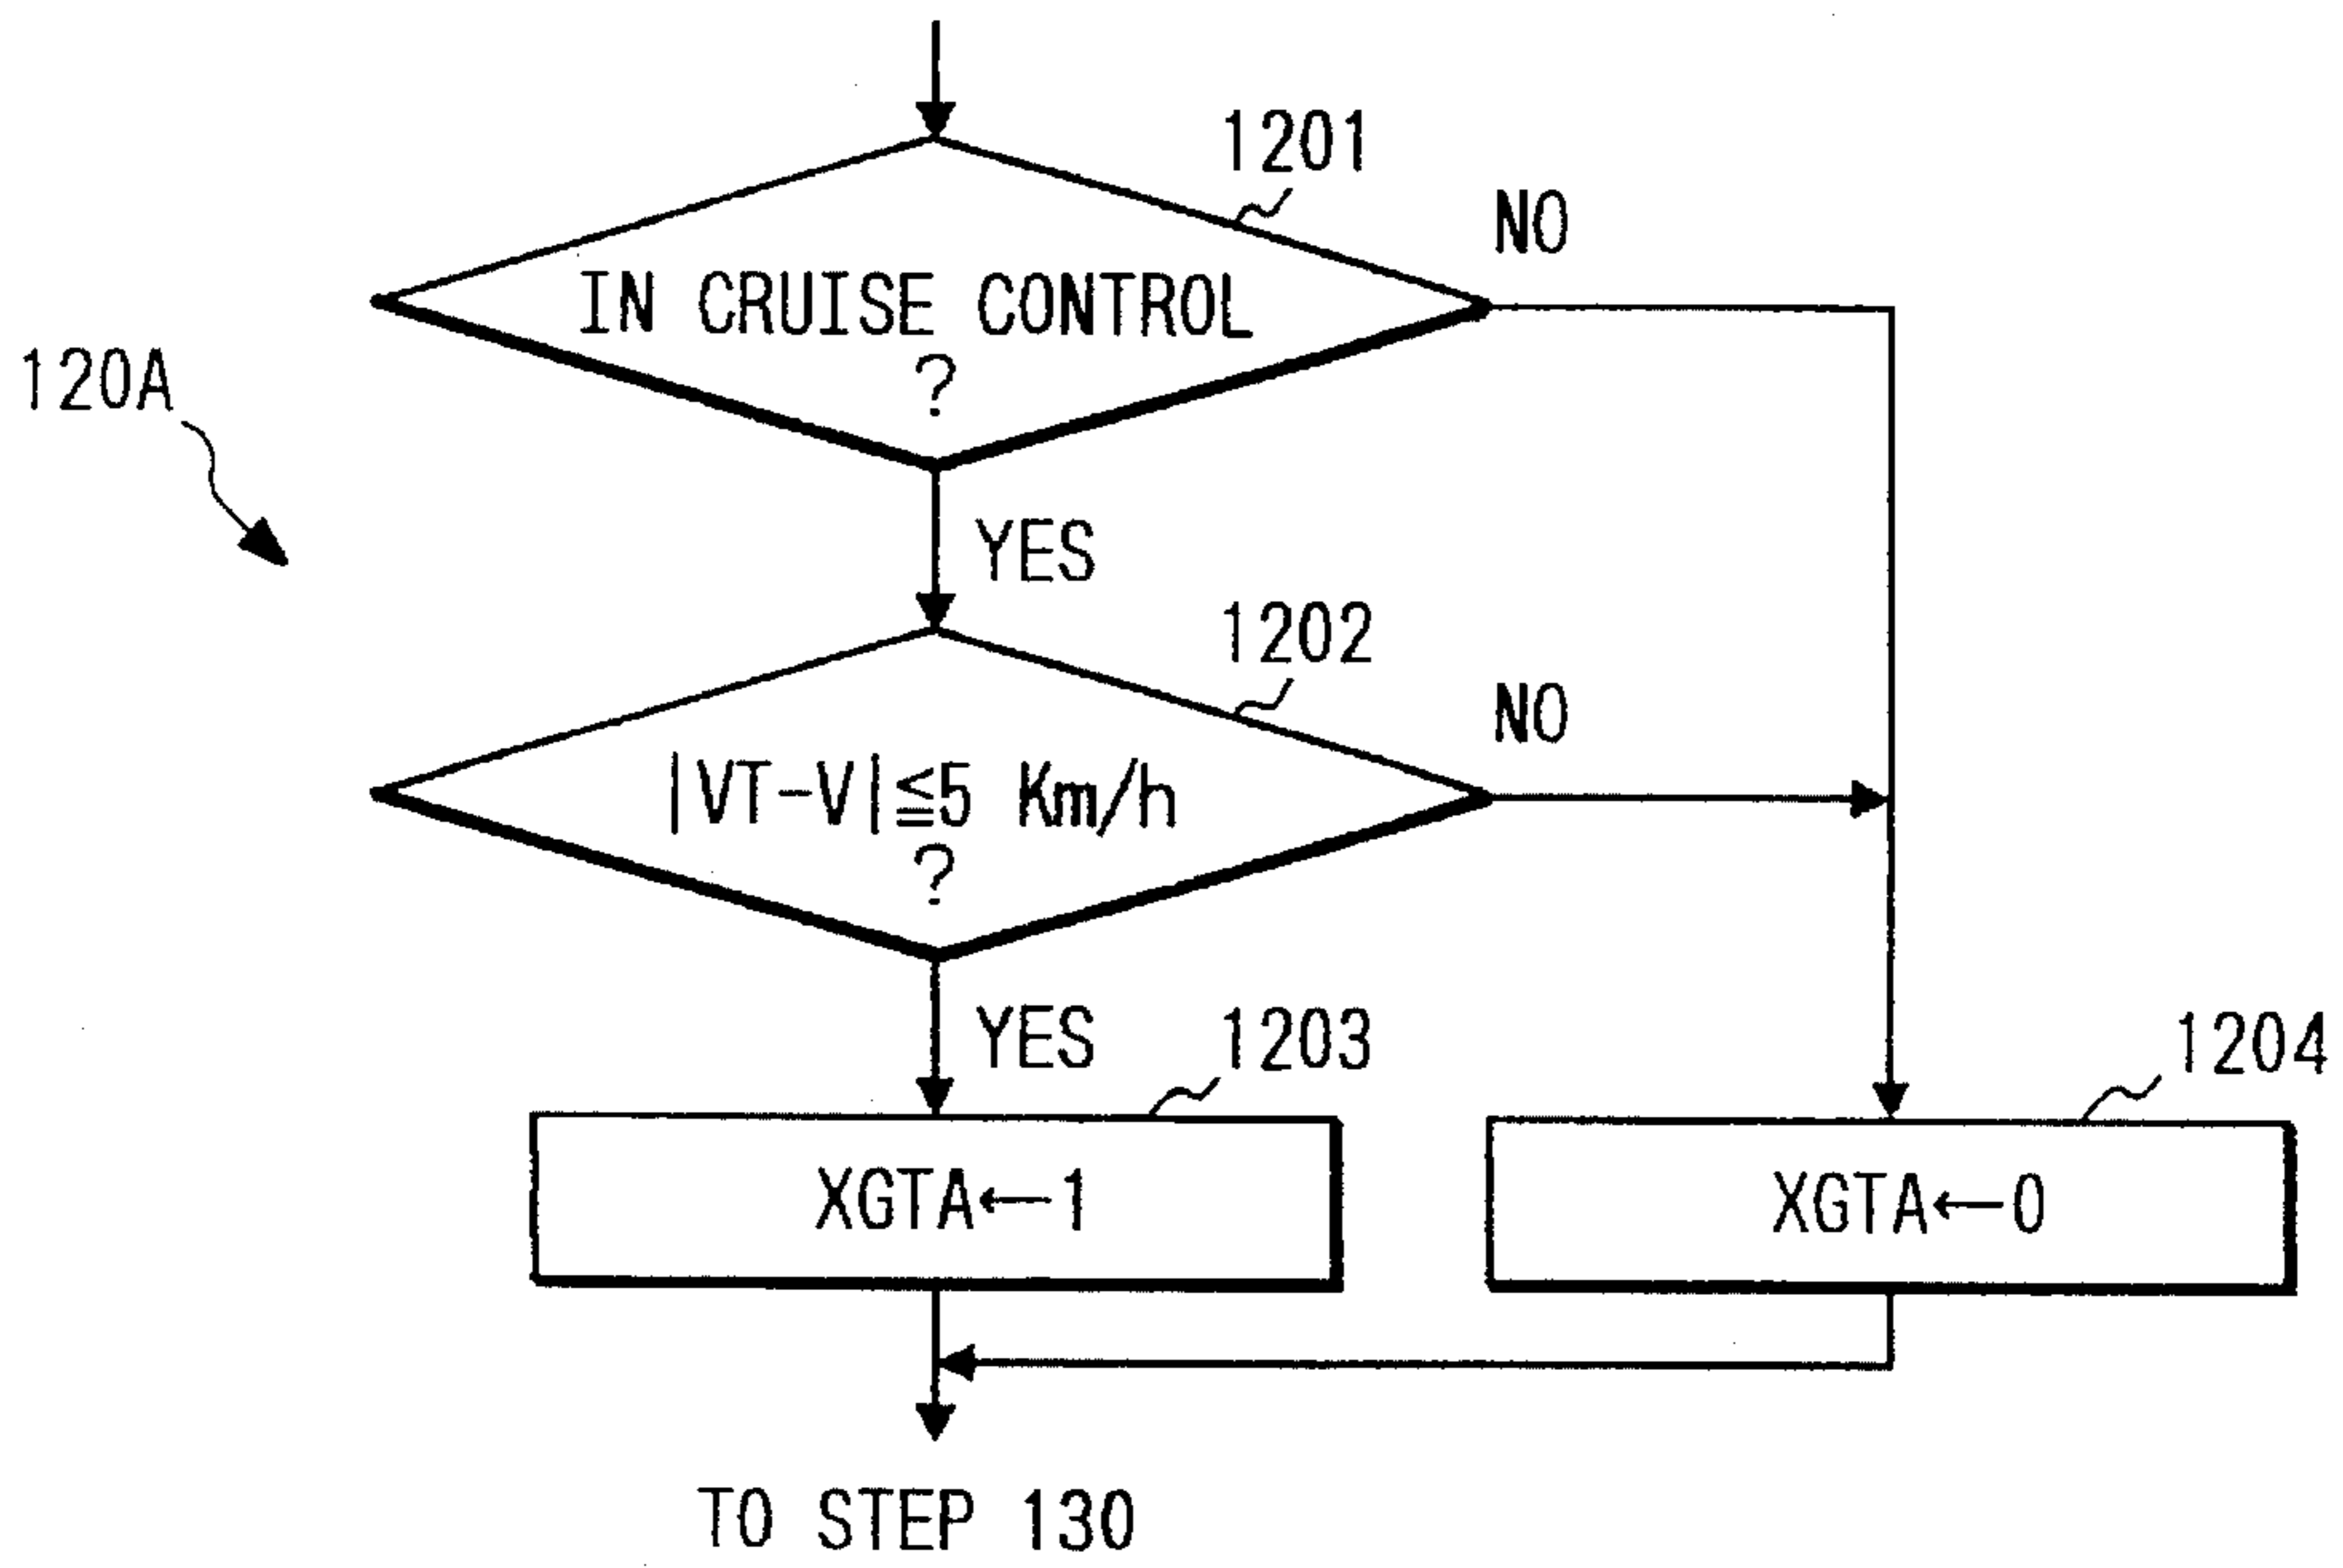 1201
NO
IN CRUISE CONTROL
?
120A
YES
1202
NO
|VT-V|≦5 Km/h
?
YES
1203
1204
XGTA←1
XGTA←0
TO STEP 130